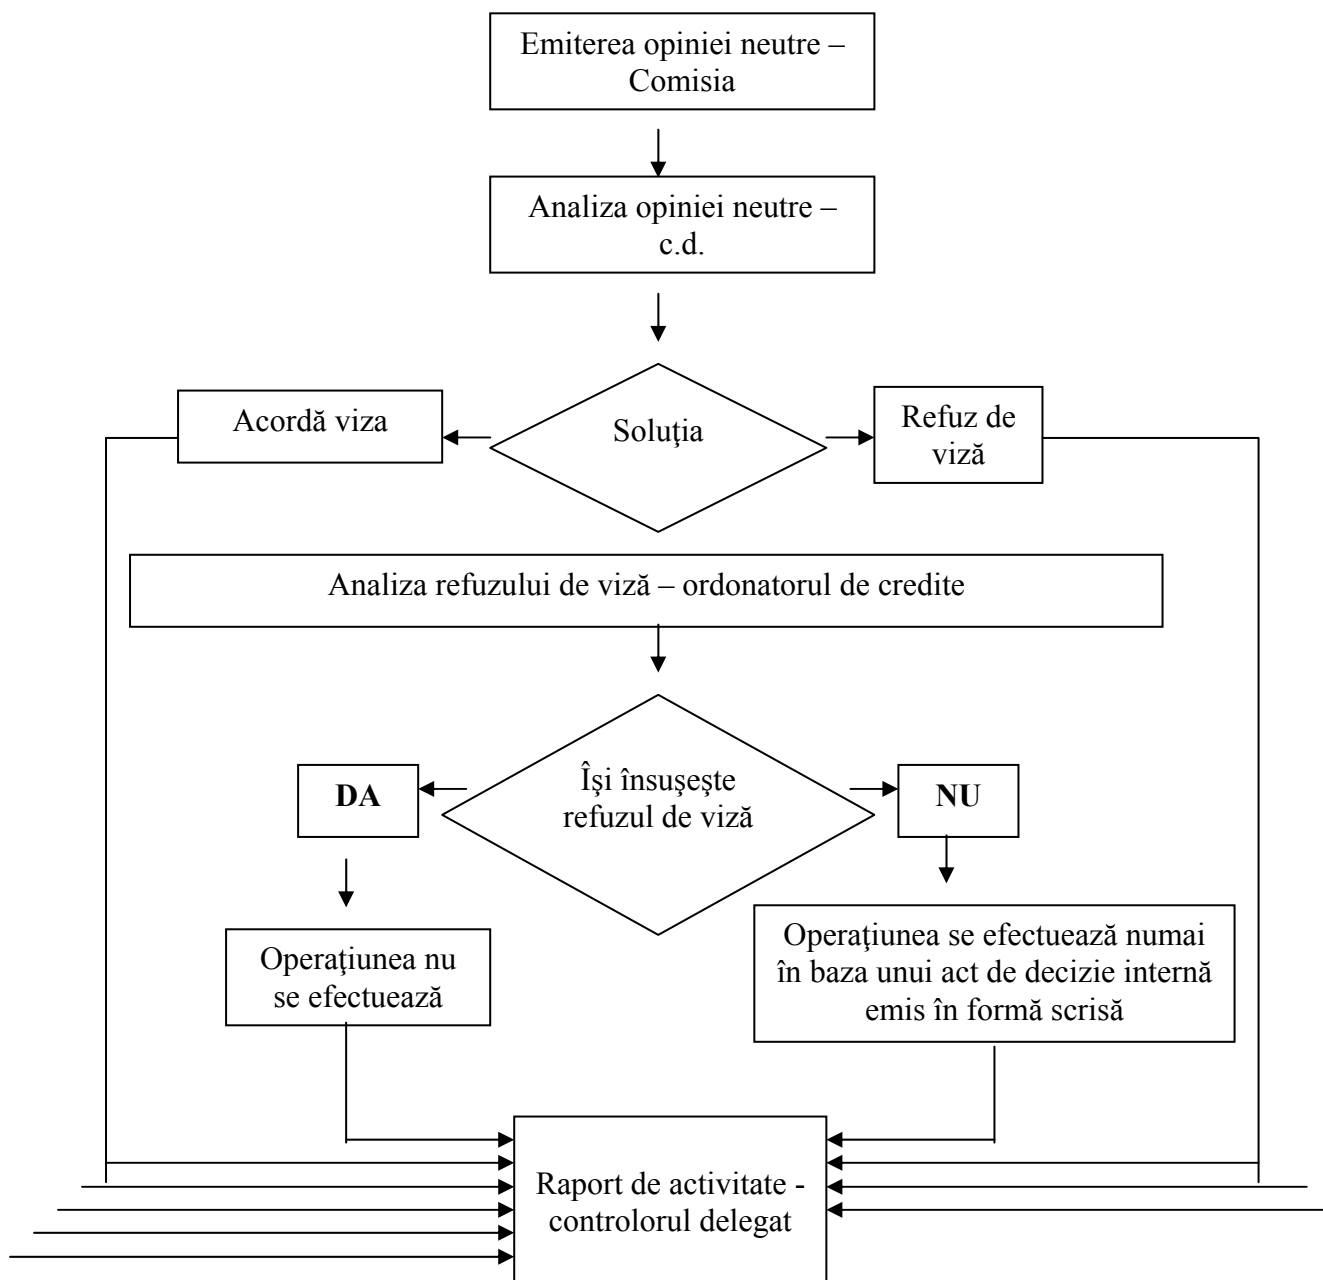 Emiterea opiniei neutre –
Comisia
Analiza opiniei neutre –
c.d.
Acordă viza
Soluţia
Refuz de
viză
Analiza refuzului de viză – ordonatorul de credite
DA
Îşi însuşeşte
refuzul de viză
NU
Operaţiunea nu
se efectuează
Operaţiunea se efectuează numai
în baza unui act de decizie internă
emis în formă scrisă
Raport de activitate -
controlorul delegat